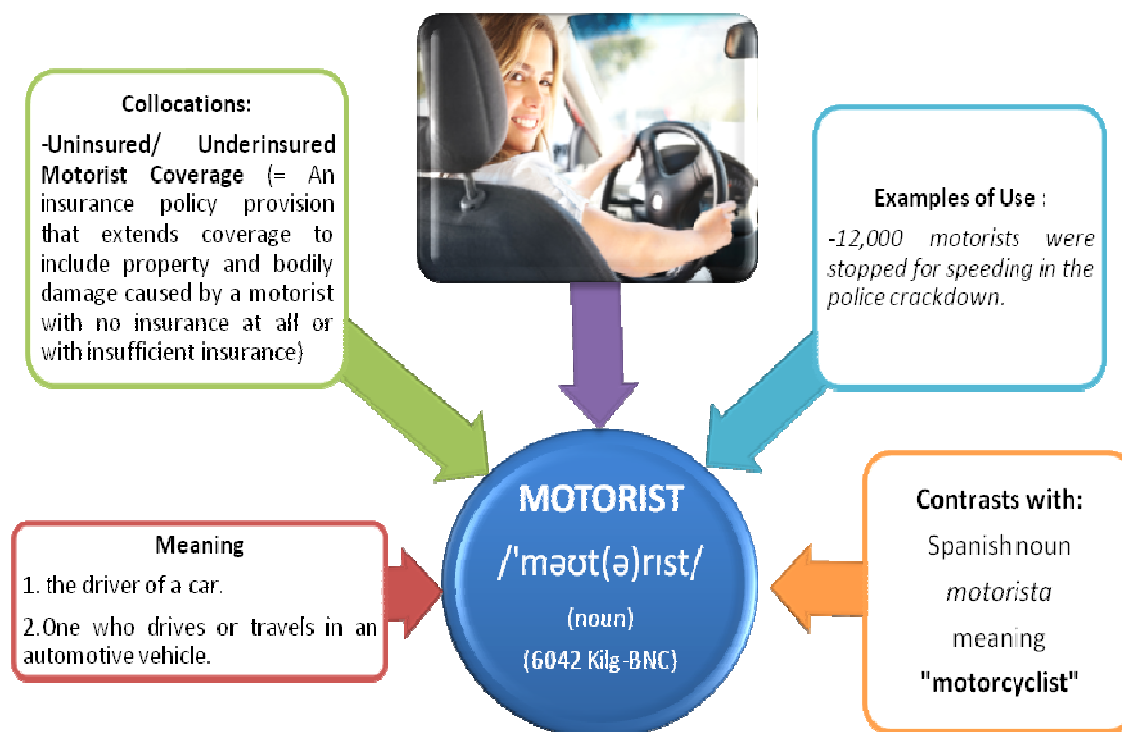 Collocations:
-Uninsured/ Underinsured
Motorist Coverage (= An
insurance policy provision
that extends coverage to
include property and bodily
damage caused by a motorist
with no insurance at all or
with insufficient insurance)
Examples of Use :
-12,000 motorists were
stopped for speeding in the
police crackdown.
Meaning
1. the driver of a car.
2.One who drives or travels in an
automotive vehicle.
MOTORIST
/'məʊt(ə)rɪst/
(noun)
(6042 Kilg-BNC)
Contrasts with:
Spanish noun
motorista
meaning
"motorcyclist"